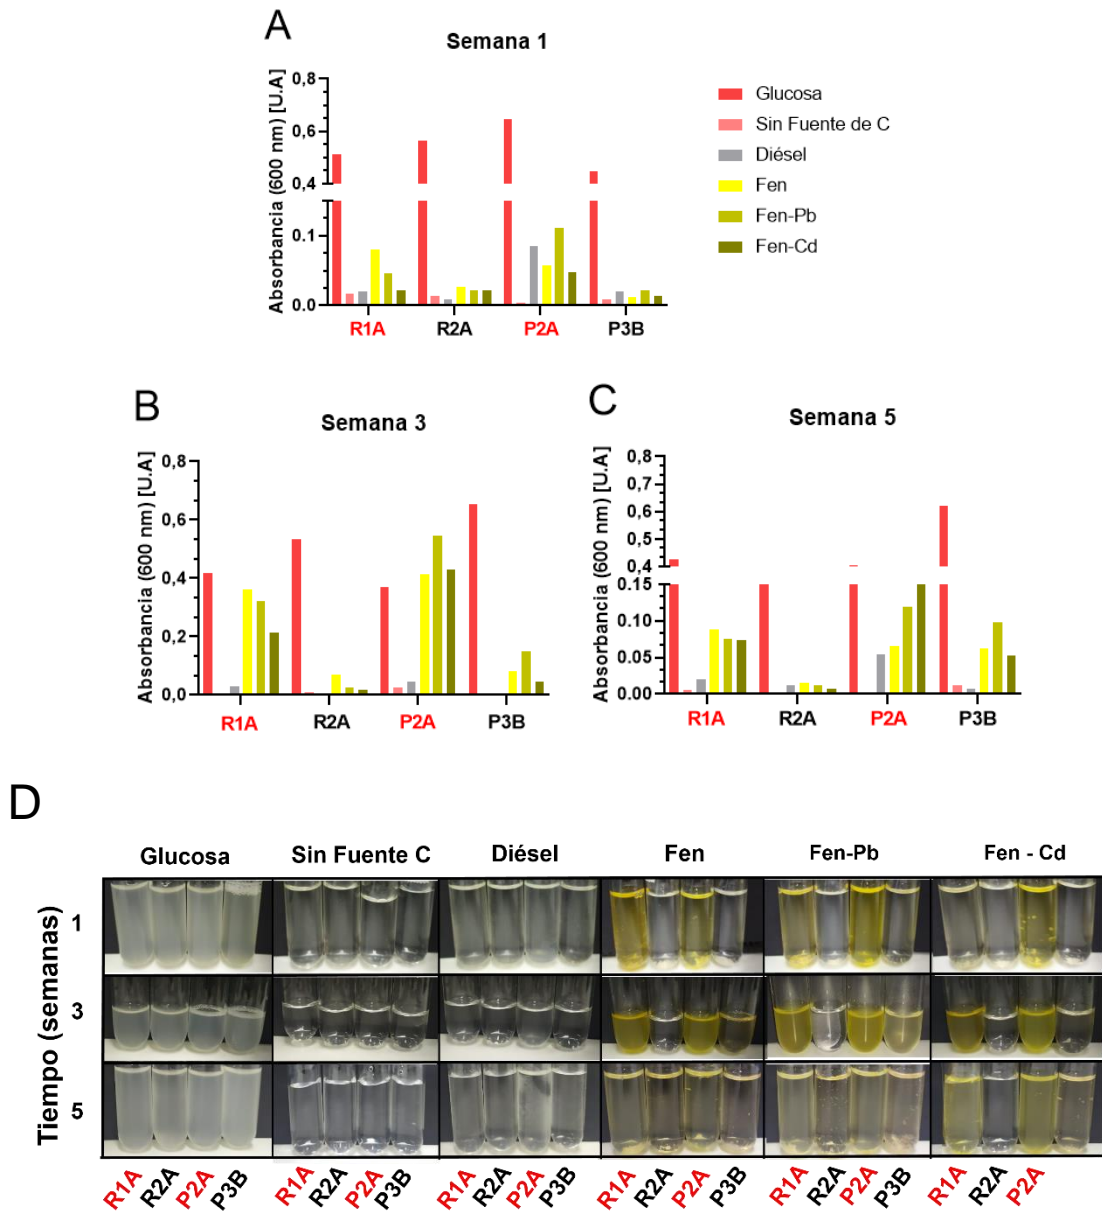 A
Semana 1
Absorbancia (600 nm) [U.A]
0,8
0,6
0,4
0.1
0.0
R1A R2A P2A P3B
Glucosa
Sin Fuente de C
Diésel
Fen
Fen-Pb
Fen-Cd
B
Semana 3
Absorbancia (600 nm) [U.A]
0,8
0,6
0,4
0,2
0,0
R1A R2A P2A P3B
C
Semana 5
Absorbancia (600 nm) [U.A]
0,8
0,7
0,6
0,5
0,4
0.15
0.10
0.05
0.00
R1A R2A P2A P3B
D
Glucosa Sin Fuente C Diésel Fen Fen-Pb Fen - Cd
Tiempo (semanas)
1
3
5
R1A R2A P2A P3B R1A R2A P2A P3B R1A R2A P2A P3B R1A R2A P2A P3B R1A R2A P2A P3B R1A R2A P2A